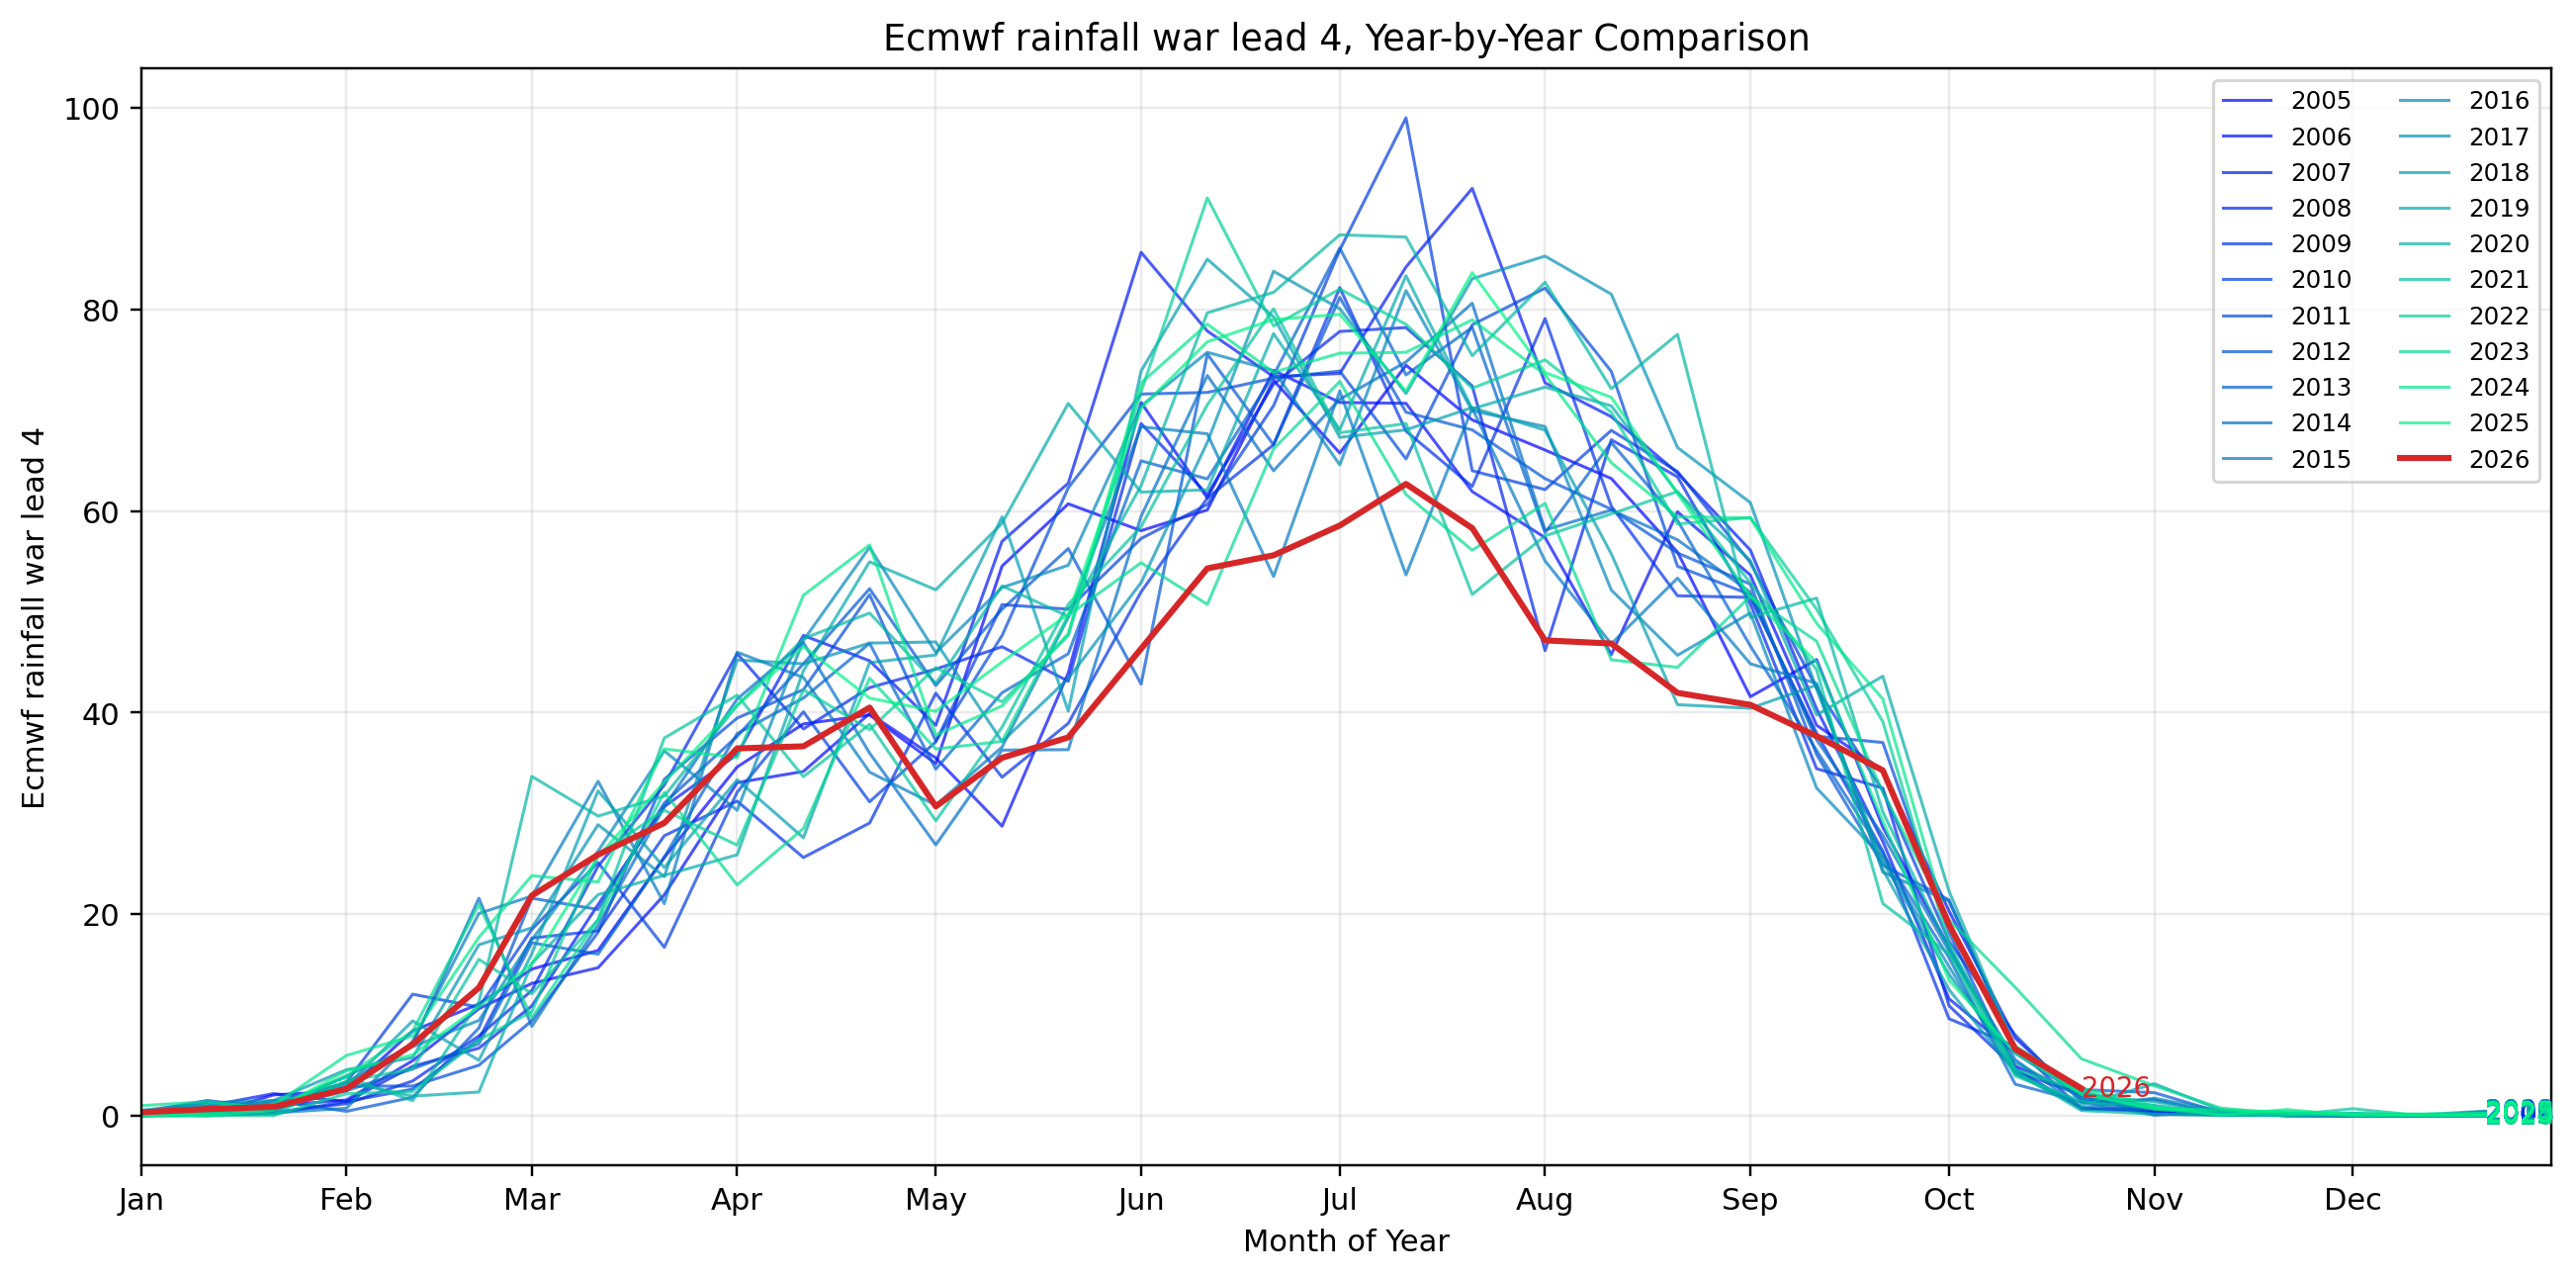 Ecmwf rainfall war lead 4, Year-by-Year Comparison
Ecmwf rainfall war lead 4
100
80
60
40
20
0
2005
2006
2007
2008
2009
2010
2011
2012
2013
2014
2015
2016
2017
2018
2019
2020
2021
2022
2023
2024
2025
2026
2026
Jan
Feb
Mar
Apr
May
Jun
Jul
Aug
Sep
Oct
Nov
Dec
Month of Year